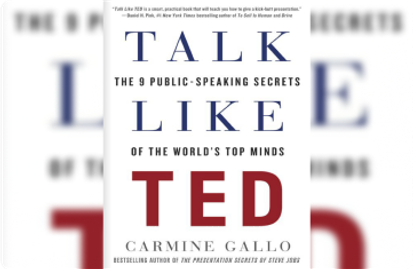 "Talk Like TED is a smart, practical book that will teach you how to give a kick-butt presentation."
—Daniel H. Pink, #1 New York Times bestselling author of To Sell Is Human and Drive
TALK
THE 9 PUBLIC-SPEAKING SECRETS
LIKE
OF THE WORLD'S TOP MINDS
TED
CARMINE GALLO
BESTSELLING AUTHOR OF THE PRESENTATION SECRETS OF STEVE JOBS